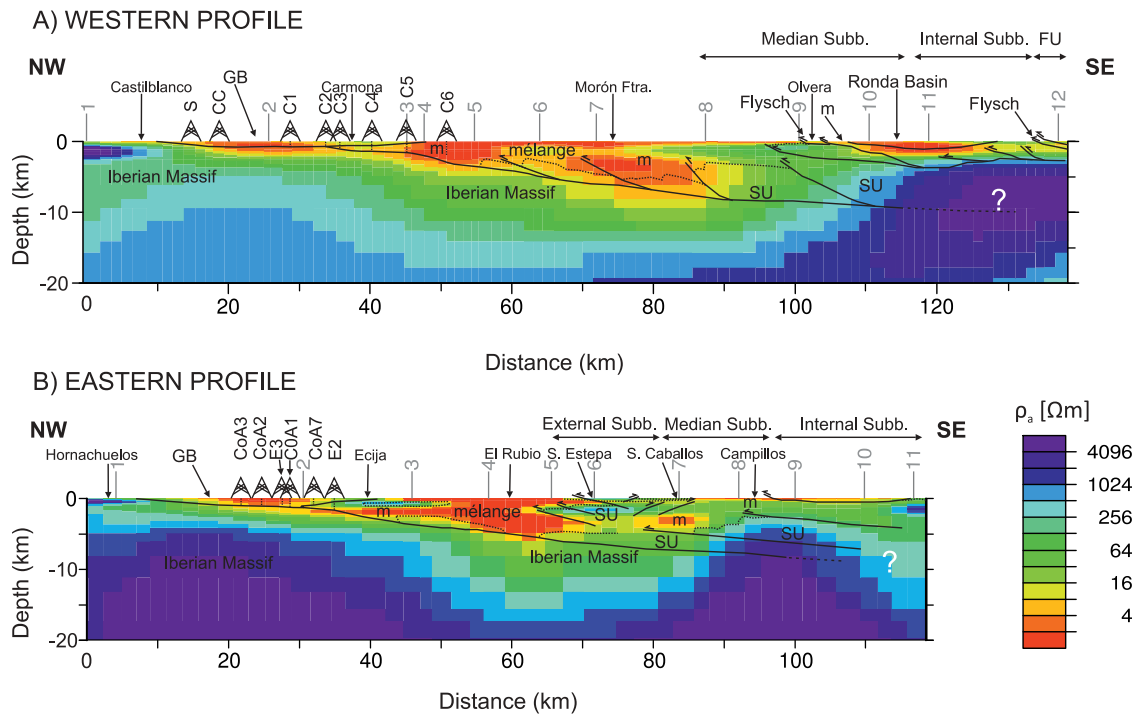 A) WESTERN PROFILE
Median Subb. Internal Subb. FU
NW SE
Castilblanco S CC GB C1 C2 C3 Carmona C4 C5 C6 Morón Ftra. Flysch Olvera m Ronda Basin Flysch
1 2 3 4 5 6 7 8 9 10 11 12
0
-10
-20
Depth (km)
Iberian Massif m mélange m Iberian Massif SU SU ?
0 20 40 60 80 100 120
Distance (km)
B) EASTERN PROFILE
External Subb. Median Subb. Internal Subb.
NW SE
Hornachuelos GB CoA3 CoA2 E3 C0A1 CoA7 E2 Ecija El Rubio S. Estepa S. Caballos Campillos
1 2 3 4 5 6 7 8 9 10 11
0
-10
-20
Depth (km)
Iberian Massif m mélange SU m m Iberian Massif SU SU ?
0 20 40 60 80 100
Distance (km)
ρa [Ωm]
4096
1024
256
64
16
4